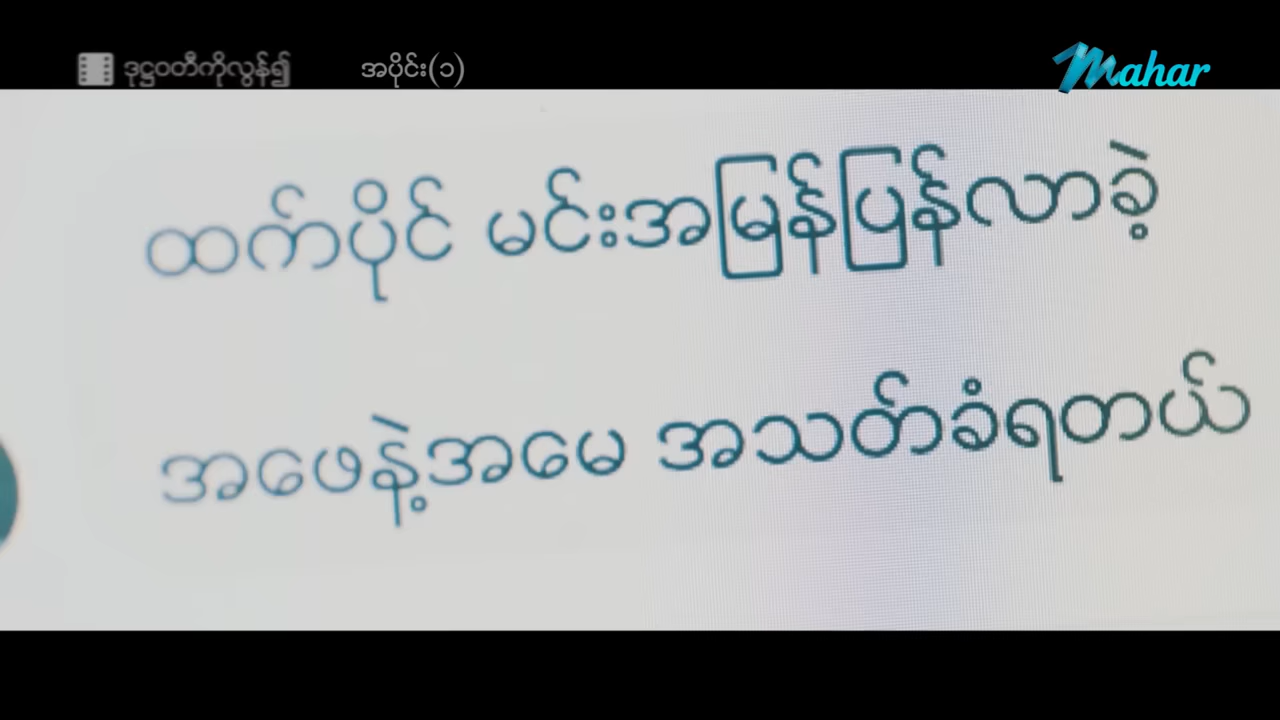 ဒုဋ္ဌဝတီကိုလွန်၍ အပိုင်း(၁)
Mahar
ထက်ပိုင် မင်းအမြန်ပြန်လာခဲ့
အဖေနဲ့အမေ အသတ်ခံရတယ်